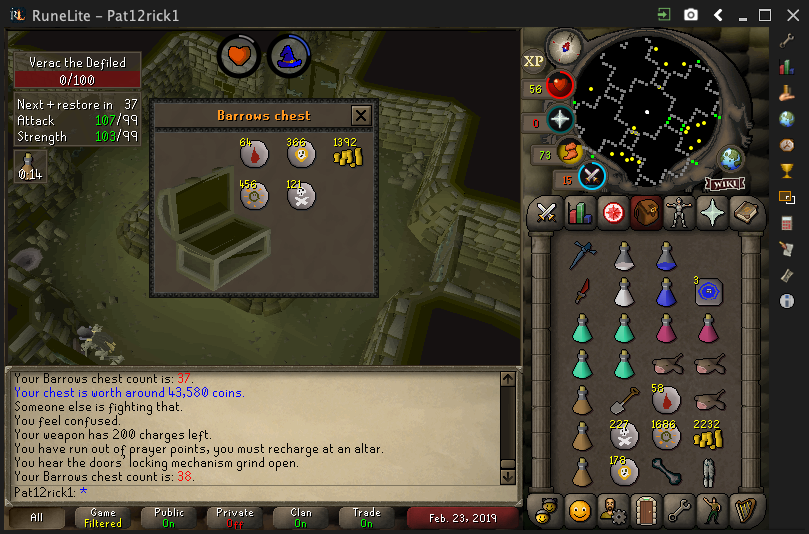 RuneLite - Pat12rick1
Verac the Defiled
0/100
Next + restore in 37
Attack 107/99
Strength 103/99
0:14
Barrows chest
64
366
1392
456
121
XP
56
0
73
15
WIKI
3
58
227
1686
2232
178
Your Barrows chest count is: 37.
Your chest is worth around 43,580 coins.
Someone else is fighting that.
You feel confused.
Your weapon has 200 charges left.
You have run out of prayer points, you must recharge at an altar.
You hear the doors' locking mechanism grind open.
Your Barrows chest count is: 38.
Pat12rick1: *
All
Game
Filtered
Public
On
Private
Off
Clan
On
Trade
On
Feb. 23, 2019